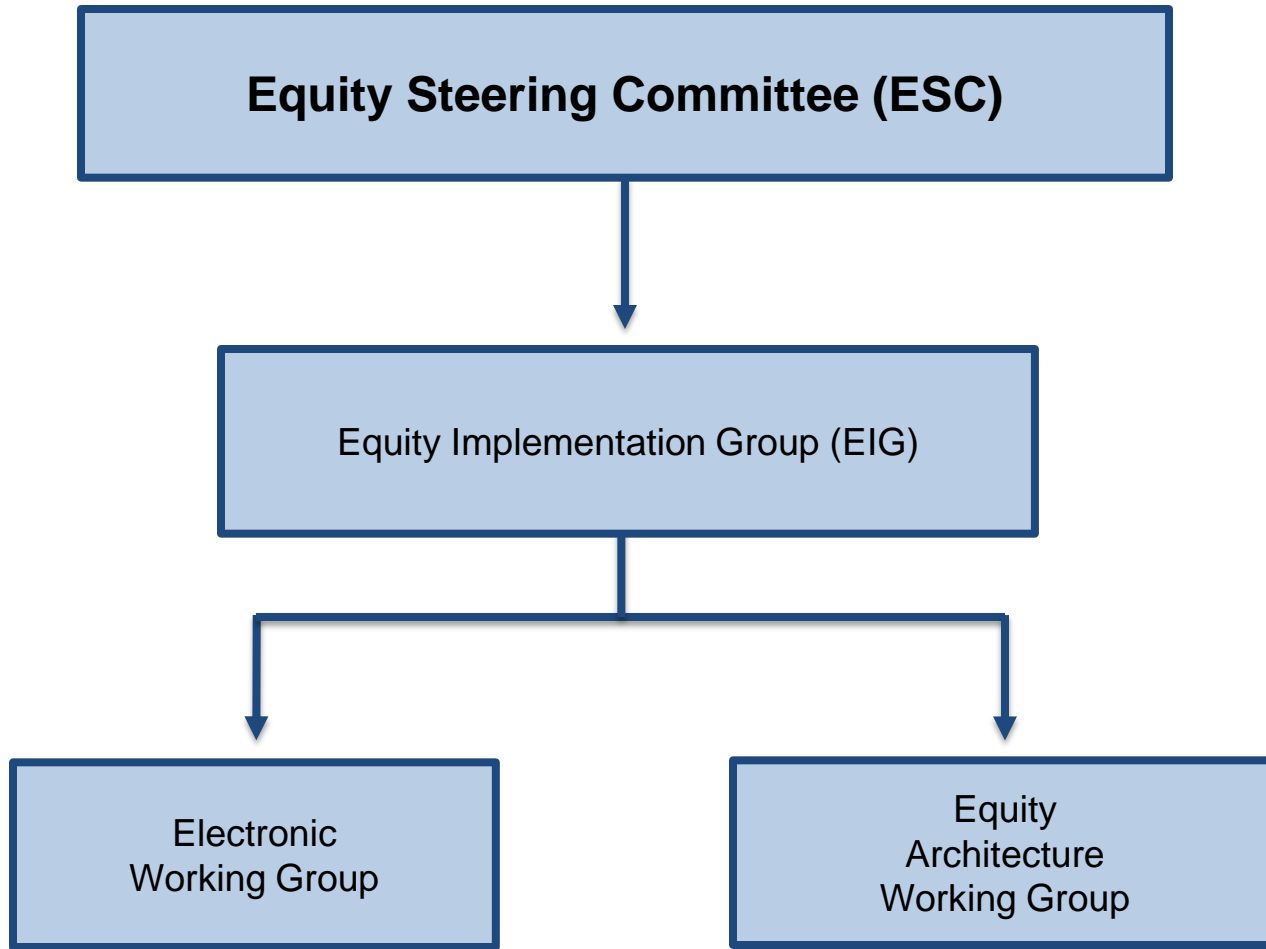 Equity Steering Committee (ESC)
Equity Implementation Group (EIG)
Electronic
Working Group
Equity
Architecture
Working Group